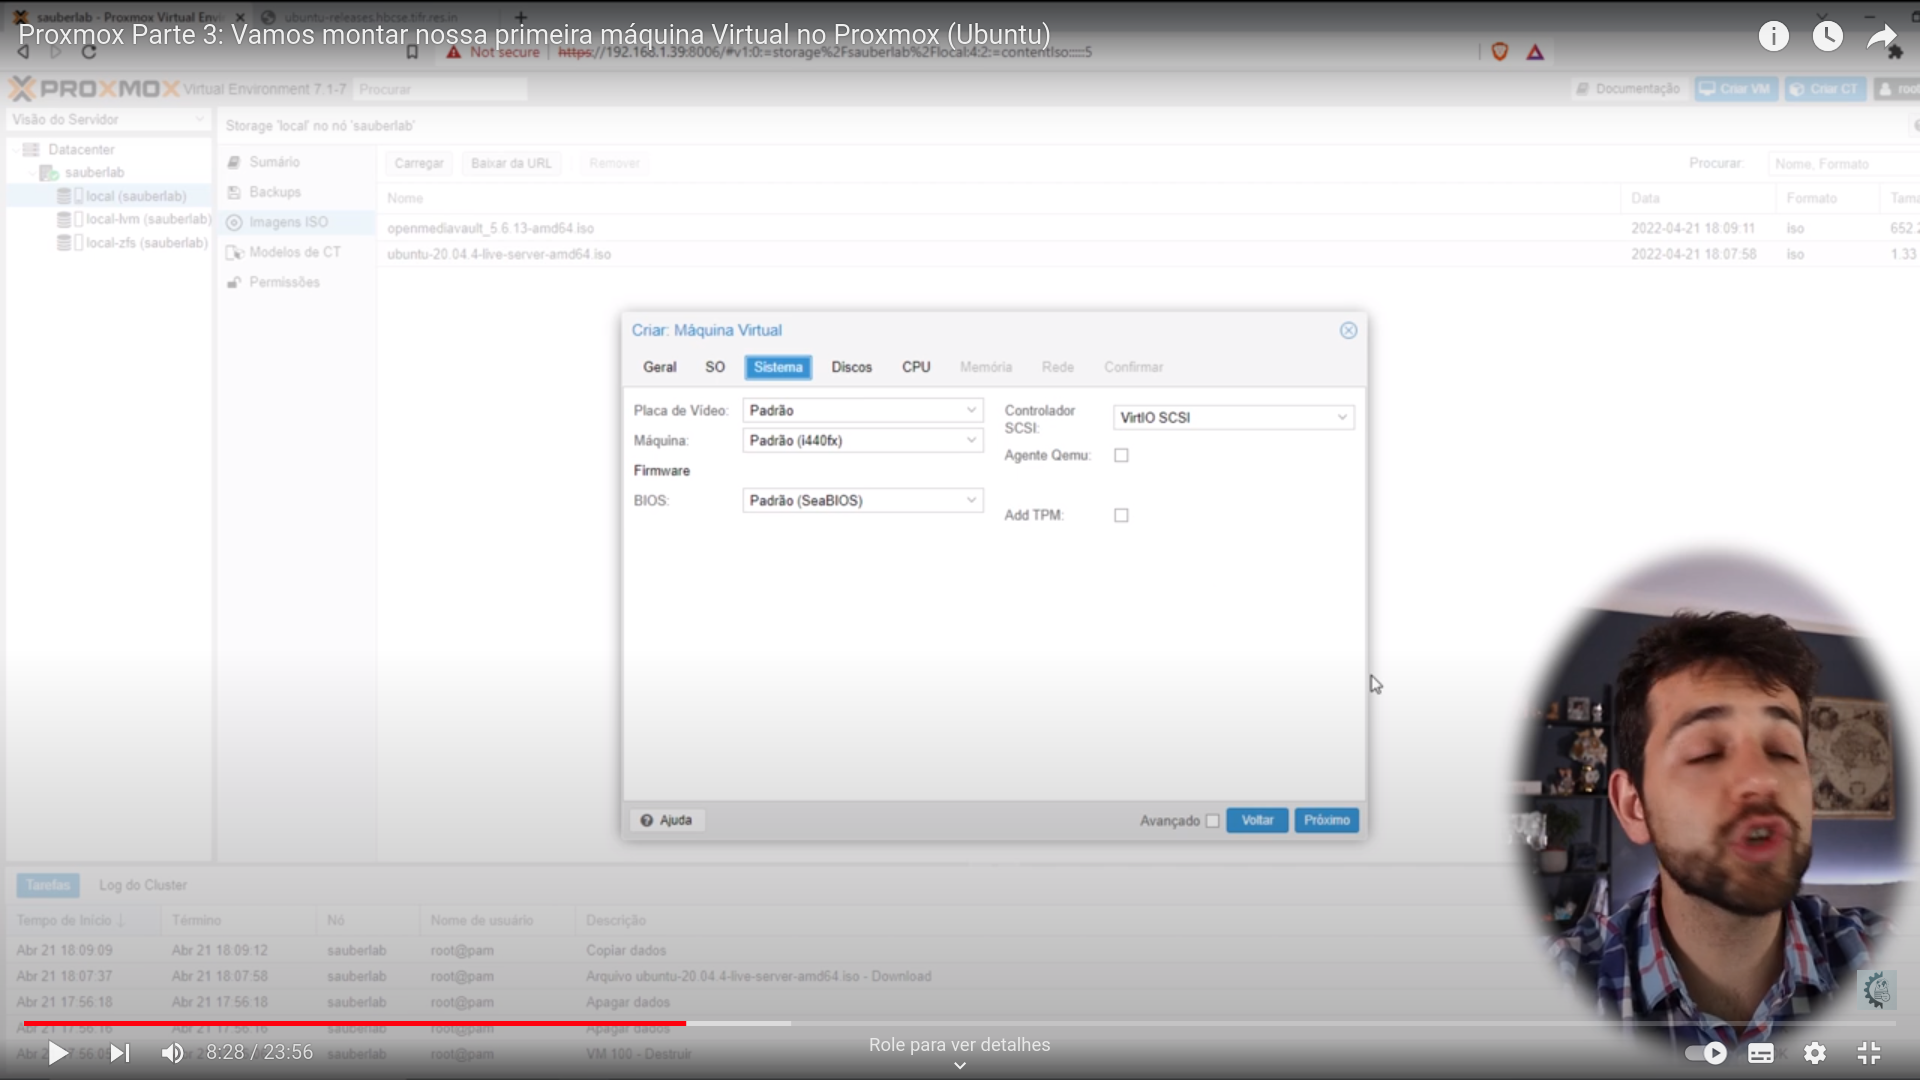 sauberlab - Proxmox Virtual Envi
ubuntu-releases.hbcse.tifr.res.in
Proxmox Parte 3: Vamos montar nossa primeira máquina Virtual no Proxmox (Ubuntu)
Not secure
https://192.168.1.39:8006/#v1:0:=storage%2Fsauberlab%2Flocal:4:2:=contentIso:::::5
PROXMOX Virtual Environment 7.1-7 Procurar
Documentação Criar VM Criar CT root
Visão do Servidor
Storage 'local' no nó 'sauberlab'
Datacenter
sauberlab
local (sauberlab)
local-lvm (sauberlab)
local-zfs (sauberlab)
Sumário
Backups
Imagens ISO
Modelos de CT
Permissões
Carregar Baixar da URL Remover Procurar: Nome, Formato
Nome Data Formato Tama
openmediavault_5.6.13-amd64.iso 2022-04-21 18:09:11 iso 652.2
ubuntu-20.04.4-live-server-amd64.iso 2022-04-21 18:07:58 iso 1.33
Criar: Máquina Virtual
Geral SO Sistema Discos CPU Memória Rede Confirmar
Placa de Vídeo: Padrão
Máquina: Padrão (i440fx)
Firmware
BIOS: Padrão (SeaBIOS)
Controlador SCSI: VirtIO SCSI
Agente Qemu:
Add TPM:
Ajuda Avançado Voltar Próximo
Tarefas Log do Cluster
Tempo de Início ↓ Término Nó Nome de usuário Descrição
Abr 21 18:09:09 Abr 21 18:09:12 sauberlab root@pam Copiar dados
Abr 21 18:07:37 Abr 21 18:07:58 sauberlab root@pam Arquivo ubuntu-20.04.4-live-server-amd64.iso - Download
Abr 21 17:56:18 Abr 21 17:56:18 sauberlab root@pam Apagar dados
Abr 21 17:56:16 Abr 21 17:56:16 sauberlab root@pam Apagar dados
sauberlab root@pam VM 100 - Destruir
8:28 / 23:56
Role para ver detalhes